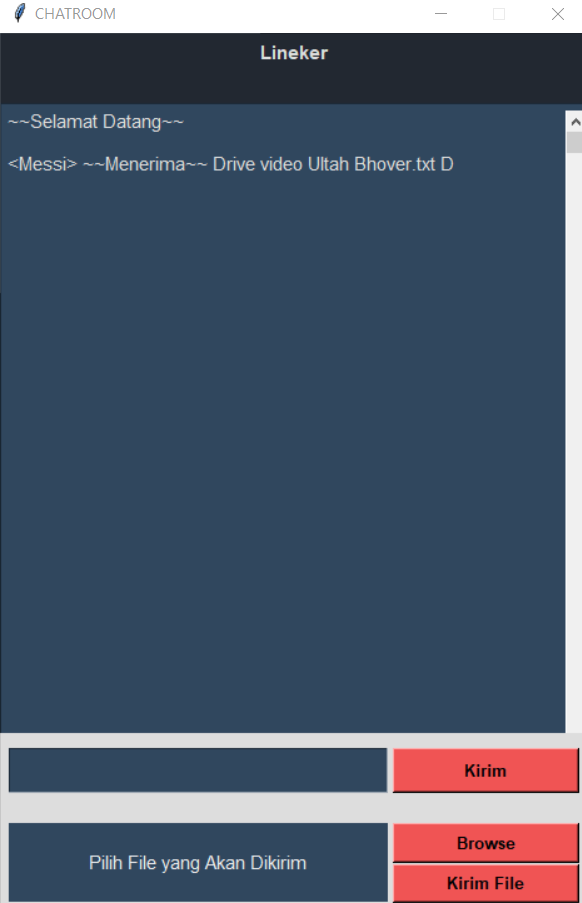 CHATROOM
Lineker
~~Selamat Datang~~
<Messi> ~~Menerima~~ Drive video Ultah Bhover.txt D
Kirim
Pilih File yang Akan Dikirim
Browse
Kirim File